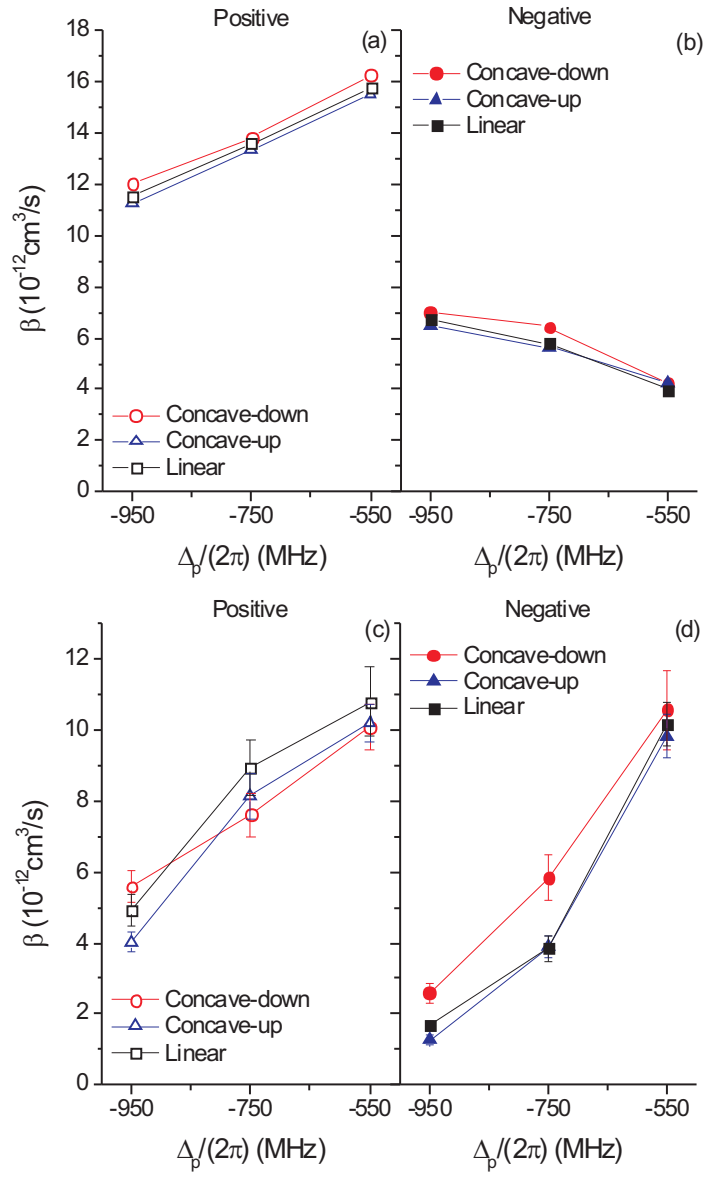 Positive
(a)
Negative
(b)
18
16
14
12
10
8
6
4
2
0
β (10⁻¹²cm³/s)
Concave-down
Concave-up
Linear
Concave-down
Concave-up
Linear
-950
-750
-550
-950
-750
-550
Δₚ/(2π) (MHz)
Δₚ/(2π) (MHz)
Positive
(c)
Negative
(d)
12
10
8
6
4
2
0
β (10⁻¹²cm³/s)
Concave-down
Concave-up
Linear
Concave-down
Concave-up
Linear
-950
-750
-550
-950
-750
-550
Δₚ/(2π) (MHz)
Δₚ/(2π) (MHz)